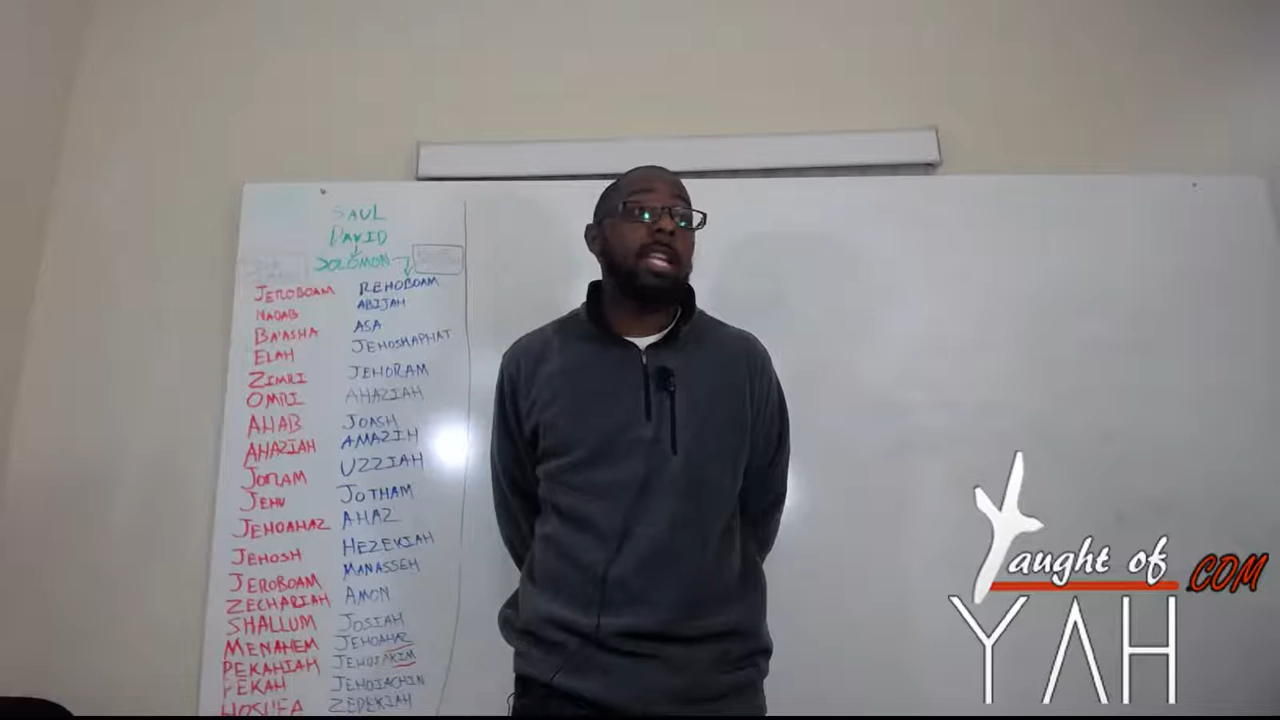 SAUL
DAVID
SOLOMON
JEROBOAM REHOBOAM
NADAB ABIJAH
BA'ASHA ASA
ELAH JEHOSHAPHAT
ZIMRI JEHORAM
OMRI AHAZIAH
AHAB JOASH
AHAZIAH AMAZIH
JORAM UZZIAH
JEHU JOTHAM
JEHOAHAZ AHAZ
JEHOSH HEZEKIAH
JEROBOAM MANASSEH
ZECHARIAH AMON
SHALLUM JOSIAH
MENAHEM JEHOAHAZ
PEKAHIAH JEHOIAKIM
PEKAH JEHOIACHIN
HOSHEA ZEDEKIAH
Taught of .COM
YAH